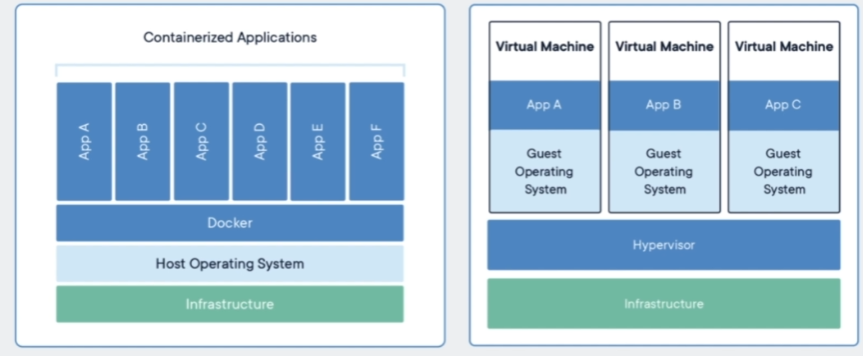 Containerized Applications
App A
App B
App C
App D
App E
App F
Docker
Host Operating System
Infrastructure
Virtual Machine
App A
Guest
Operating
System
Virtual Machine
App B
Guest
Operating
System
Virtual Machine
App C
Guest
Operating
System
Hypervisor
Infrastructure